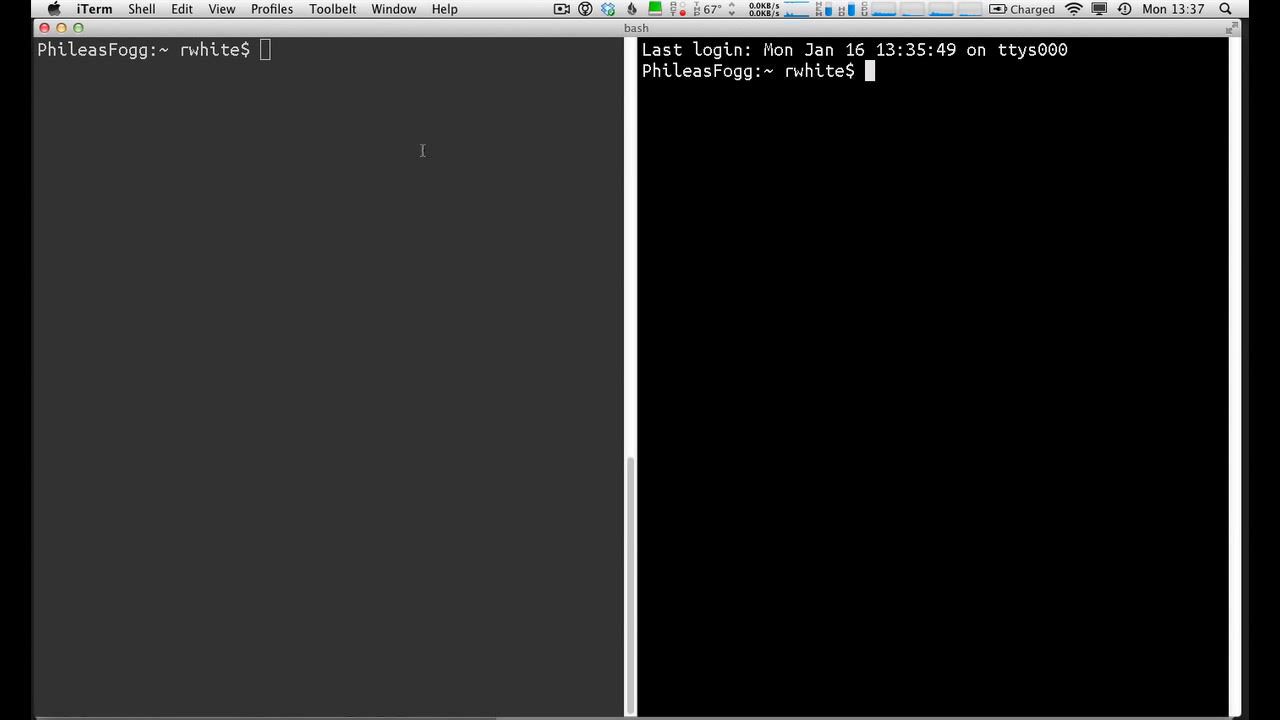 iTerm Shell Edit View Profiles Toolbelt Window Help 67° 0.0KB/s 0.0KB/s Charged Mon 13:37
bash
PhileasFogg:~ rwhite$
Last login: Mon Jan 16 13:35:49 on ttys000
PhileasFogg:~ rwhite$